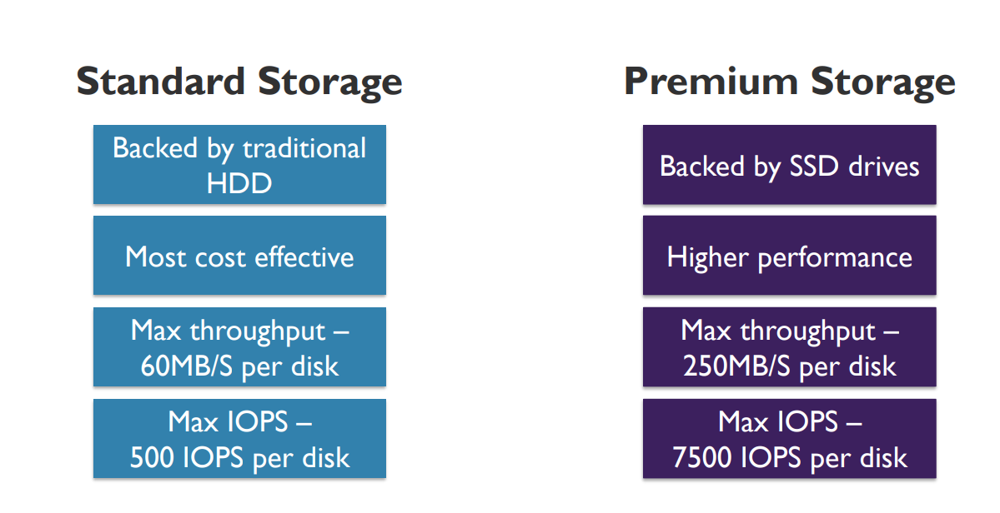 Standard Storage
Backed by traditional
HDD
Most cost effective
Max throughput –
60MB/S per disk
Max IOPS –
500 IOPS per disk
Premium Storage
Backed by SSD drives
Higher performance
Max throughput –
250MB/S per disk
Max IOPS –
7500 IOPS per disk